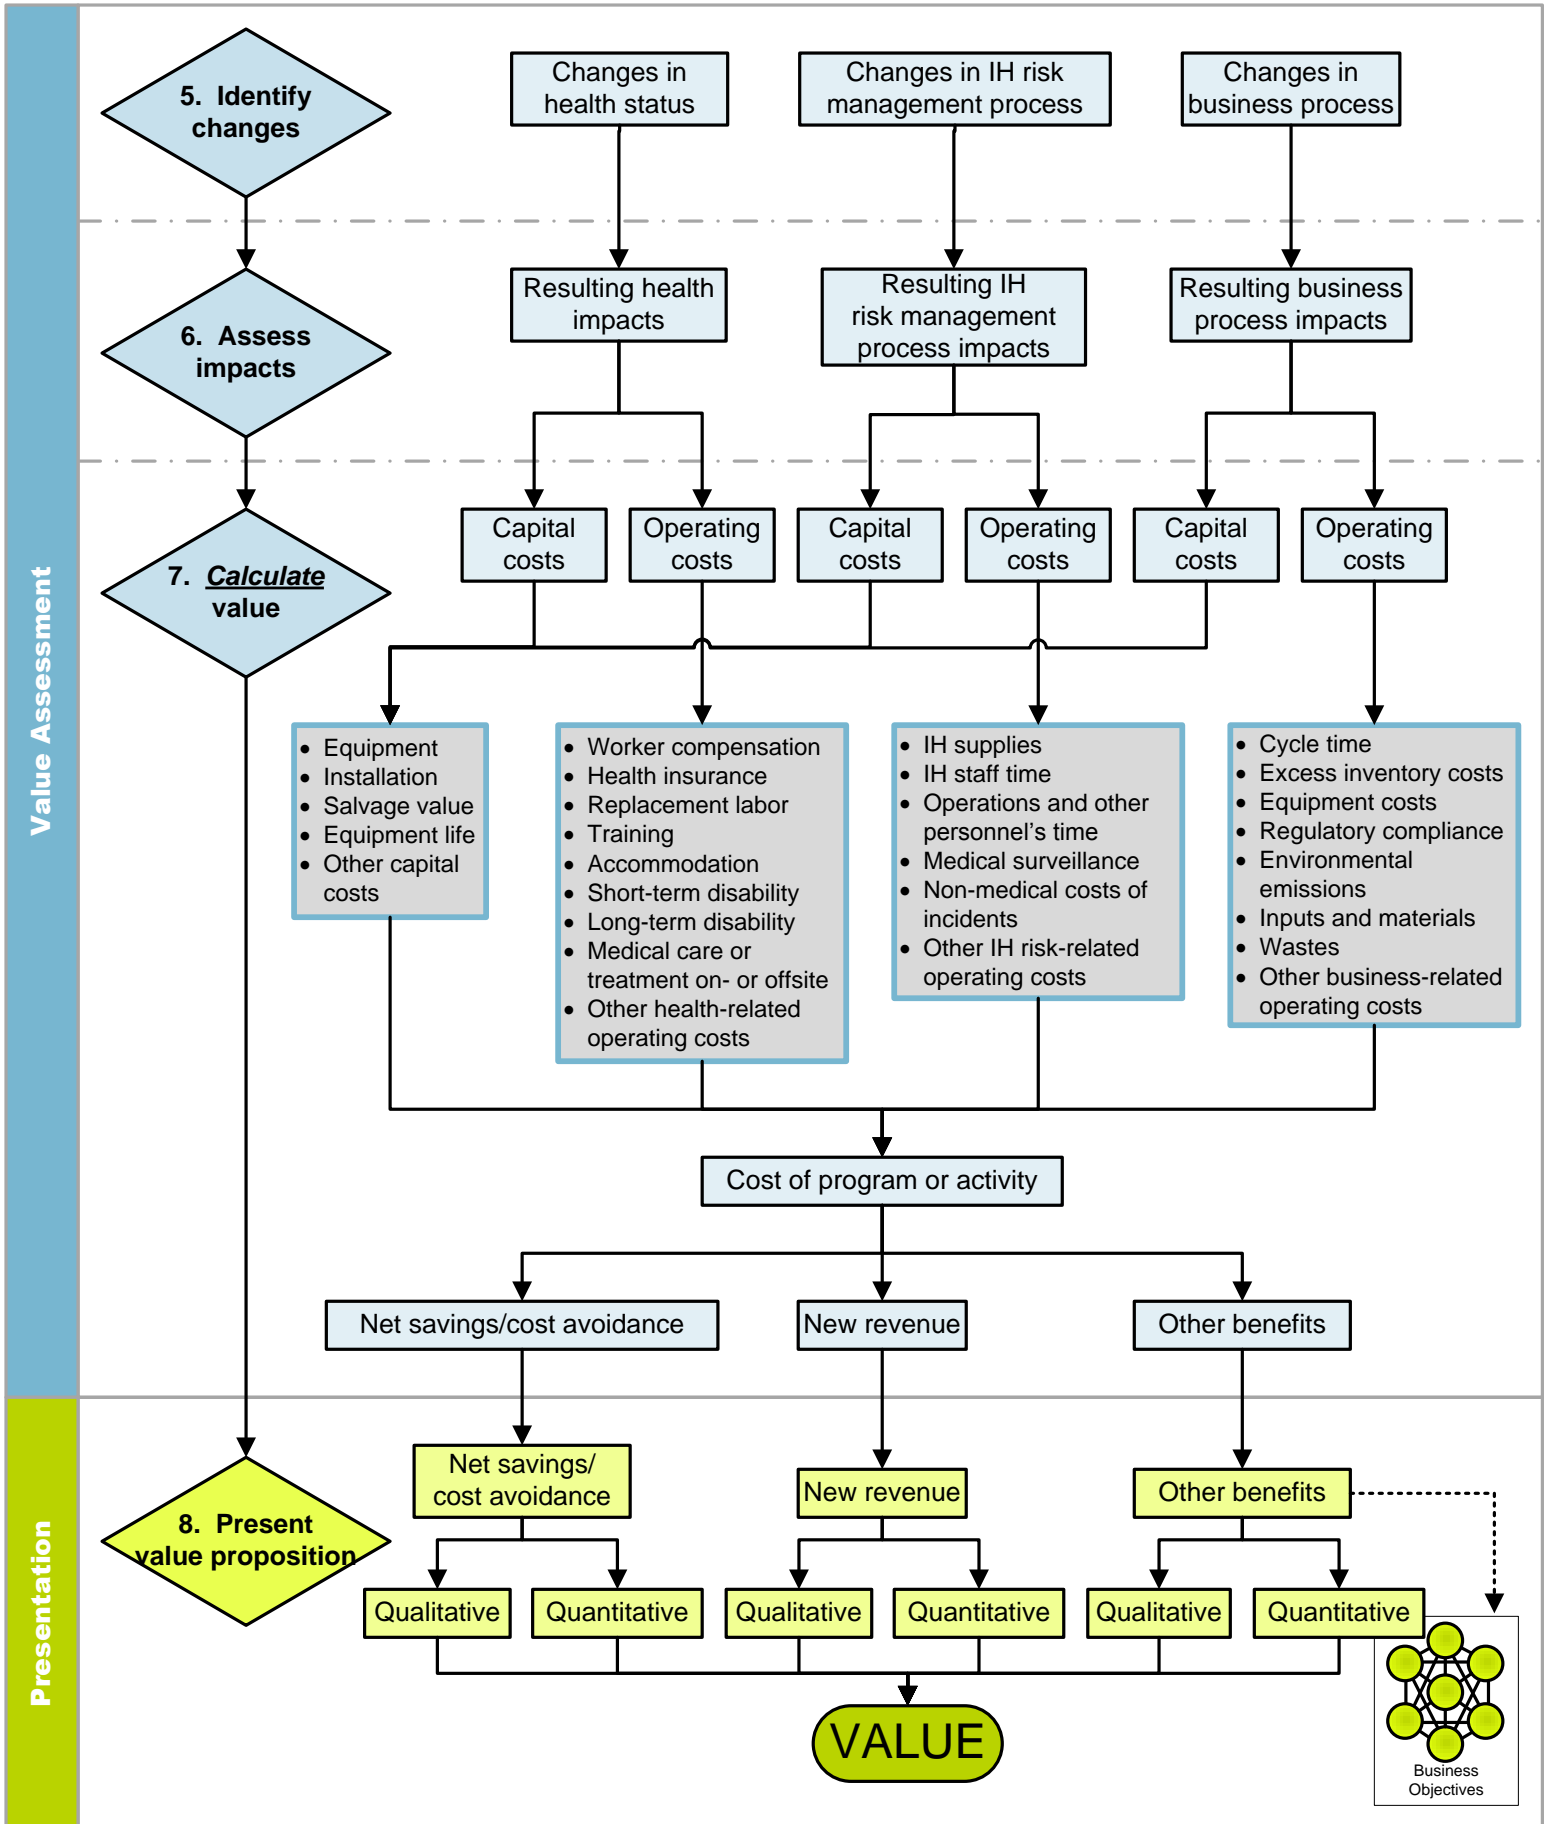 Value Assessment
5. Identify
changes
Changes in
health status
Changes in IH risk
management process
Changes in
business process
6. Assess
impacts
Resulting health
impacts
Resulting IH
risk management
process impacts
Resulting business
process impacts
7. Calculate
value
Capital
costs
Operating
costs
Capital
costs
Operating
costs
Capital
costs
Operating
costs
• Equipment
• Installation
• Salvage value
• Equipment life
• Other capital
costs
• Worker compensation
• Health insurance
• Replacement labor
• Training
• Accommodation
• Short-term disability
• Long-term disability
• Medical care or
treatment on- or offsite
• Other health-related
operating costs
• IH supplies
• IH staff time
• Operations and other
personnel's time
• Medical surveillance
• Non-medical costs of
incidents
• Other IH risk-related
operating costs
• Cycle time
• Excess inventory costs
• Equipment costs
• Regulatory compliance
• Environmental
emissions
• Inputs and materials
• Wastes
• Other business-related
operating costs
Cost of program or activity
Net savings/cost avoidance
New revenue
Other benefits
Presentation
8. Present
value proposition
Net savings/
cost avoidance
New revenue
Other benefits
Qualitative
Quantitative
Qualitative
Quantitative
Qualitative
Quantitative
VALUE
Business
Objectives